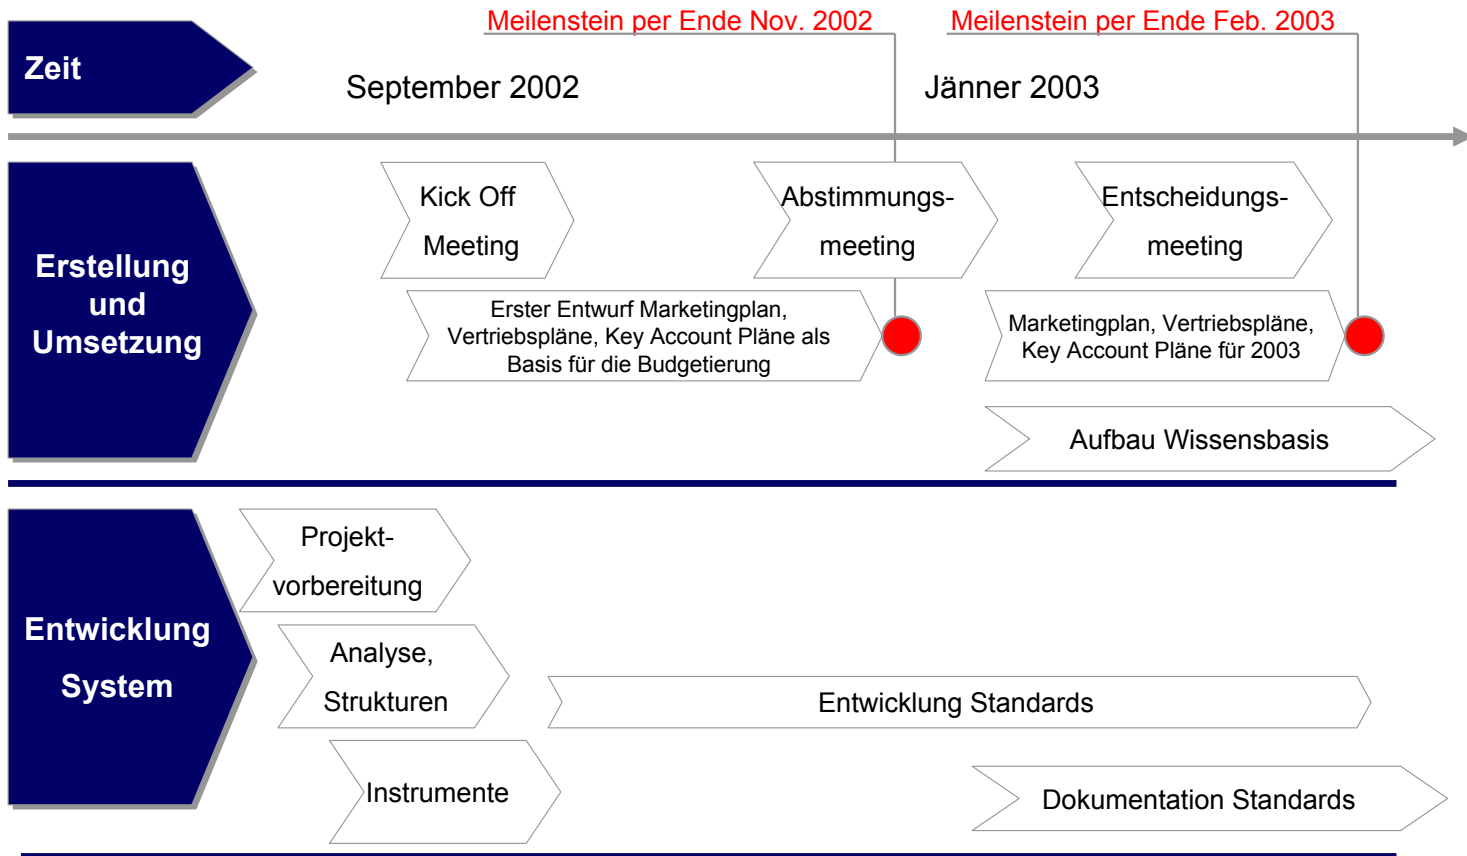 Meilenstein per Ende Nov. 2002
Meilenstein per Ende Feb. 2003
Zeit
September 2002
Jänner 2003
Erstellung
und
Umsetzung
Kick Off
Meeting
Abstimmungs-
meeting
Entscheidungs-
meeting
Erster Entwurf Marketingplan,
Vertriebspläne, Key Account Pläne als
Basis für die Budgetierung
Marketingplan, Vertriebspläne,
Key Account Pläne für 2003
Aufbau Wissensbasis
Entwicklung
System
Projekt-
vorbereitung
Analyse,
Strukturen
Entwicklung Standards
Instrumente
Dokumentation Standards